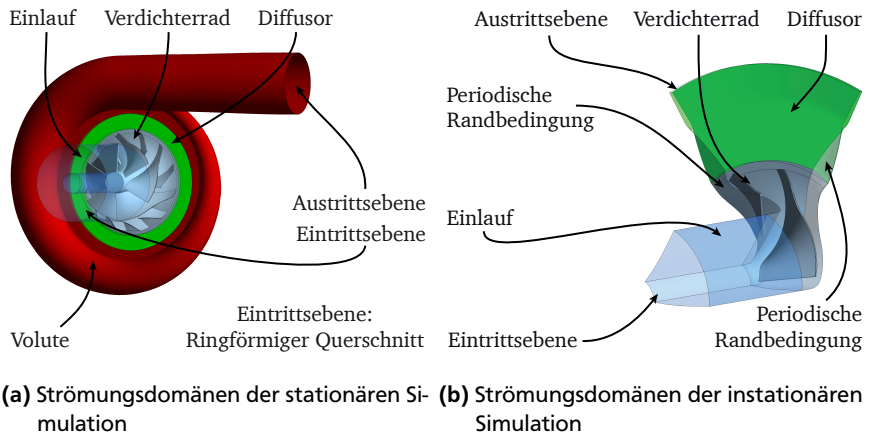 Einlauf
Verdichterrad
Diffusor
Austrittsebene
Eintrittsebene
Eintrittsebene:
Ringförmiger Querschnitt
Volute
(a) Strömungsdomänen der stationären Si-
mulation
Austrittsebene
Verdichterrad
Diffusor
Periodische
Randbedingung
Einlauf
Eintrittsebene
Periodische
Randbedingung
(b) Strömungsdomänen der instationären
Simulation